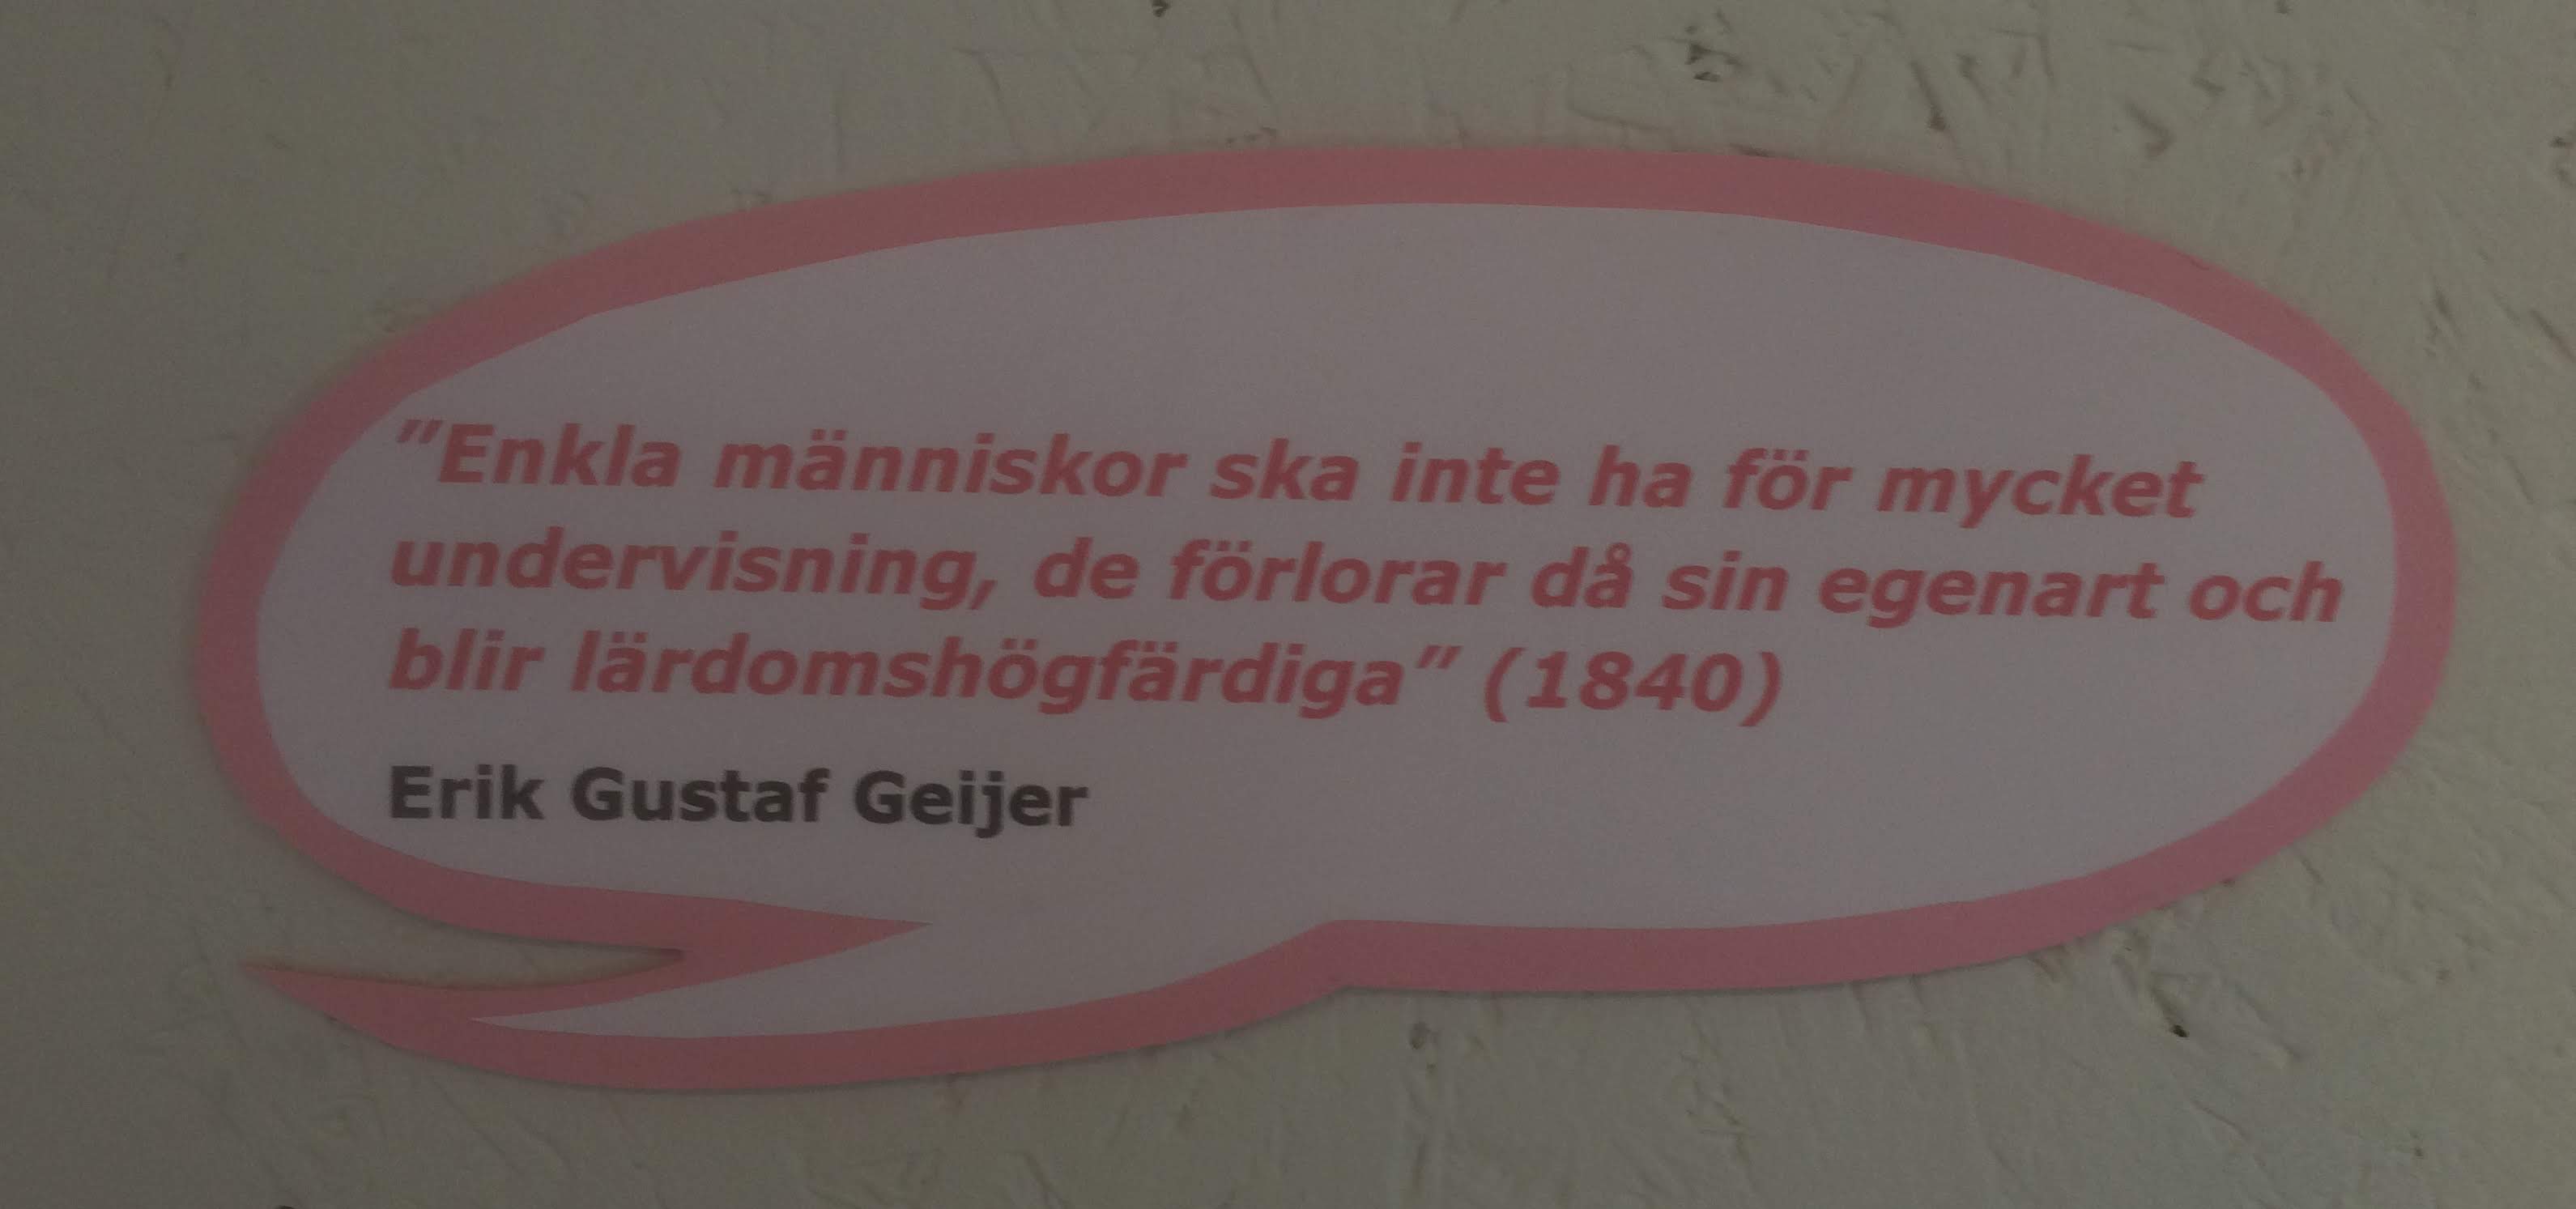 ”Enkla människor ska inte ha för mycket
undervisning, de förlorar då sin egenart och
blir lärdomshögfärdiga” (1840)
Erik Gustaf Geijer